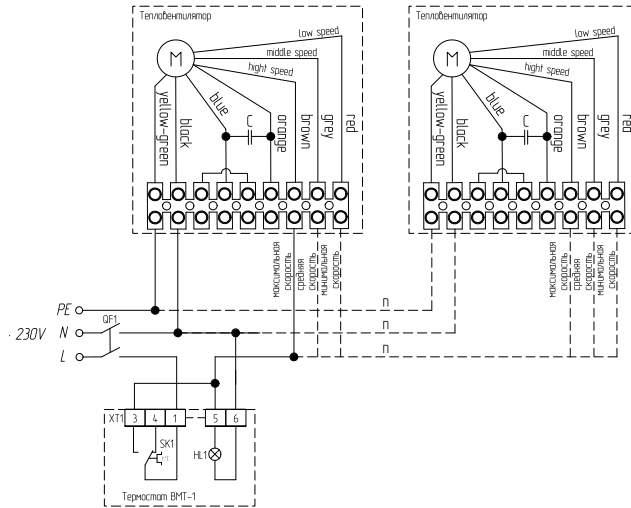 Тепловентилятор
Тепловентилятор
low speed
middle speed
hight speed
M
yellow-green
black
blue
C
orange
brown
grey
red
low speed
middle speed
hight speed
M
yellow-green
black
blue
C
orange
brown
grey
red
максимальная
скорость
средняя
скорость
минимальная
скорость
максимальная
скорость
средняя
скорость
минимальная
скорость
PE
n
QF1
230V
N
n
L
n
XT1 3 4 1 5 6
SK1
HL1
Термостат ВМТ-1